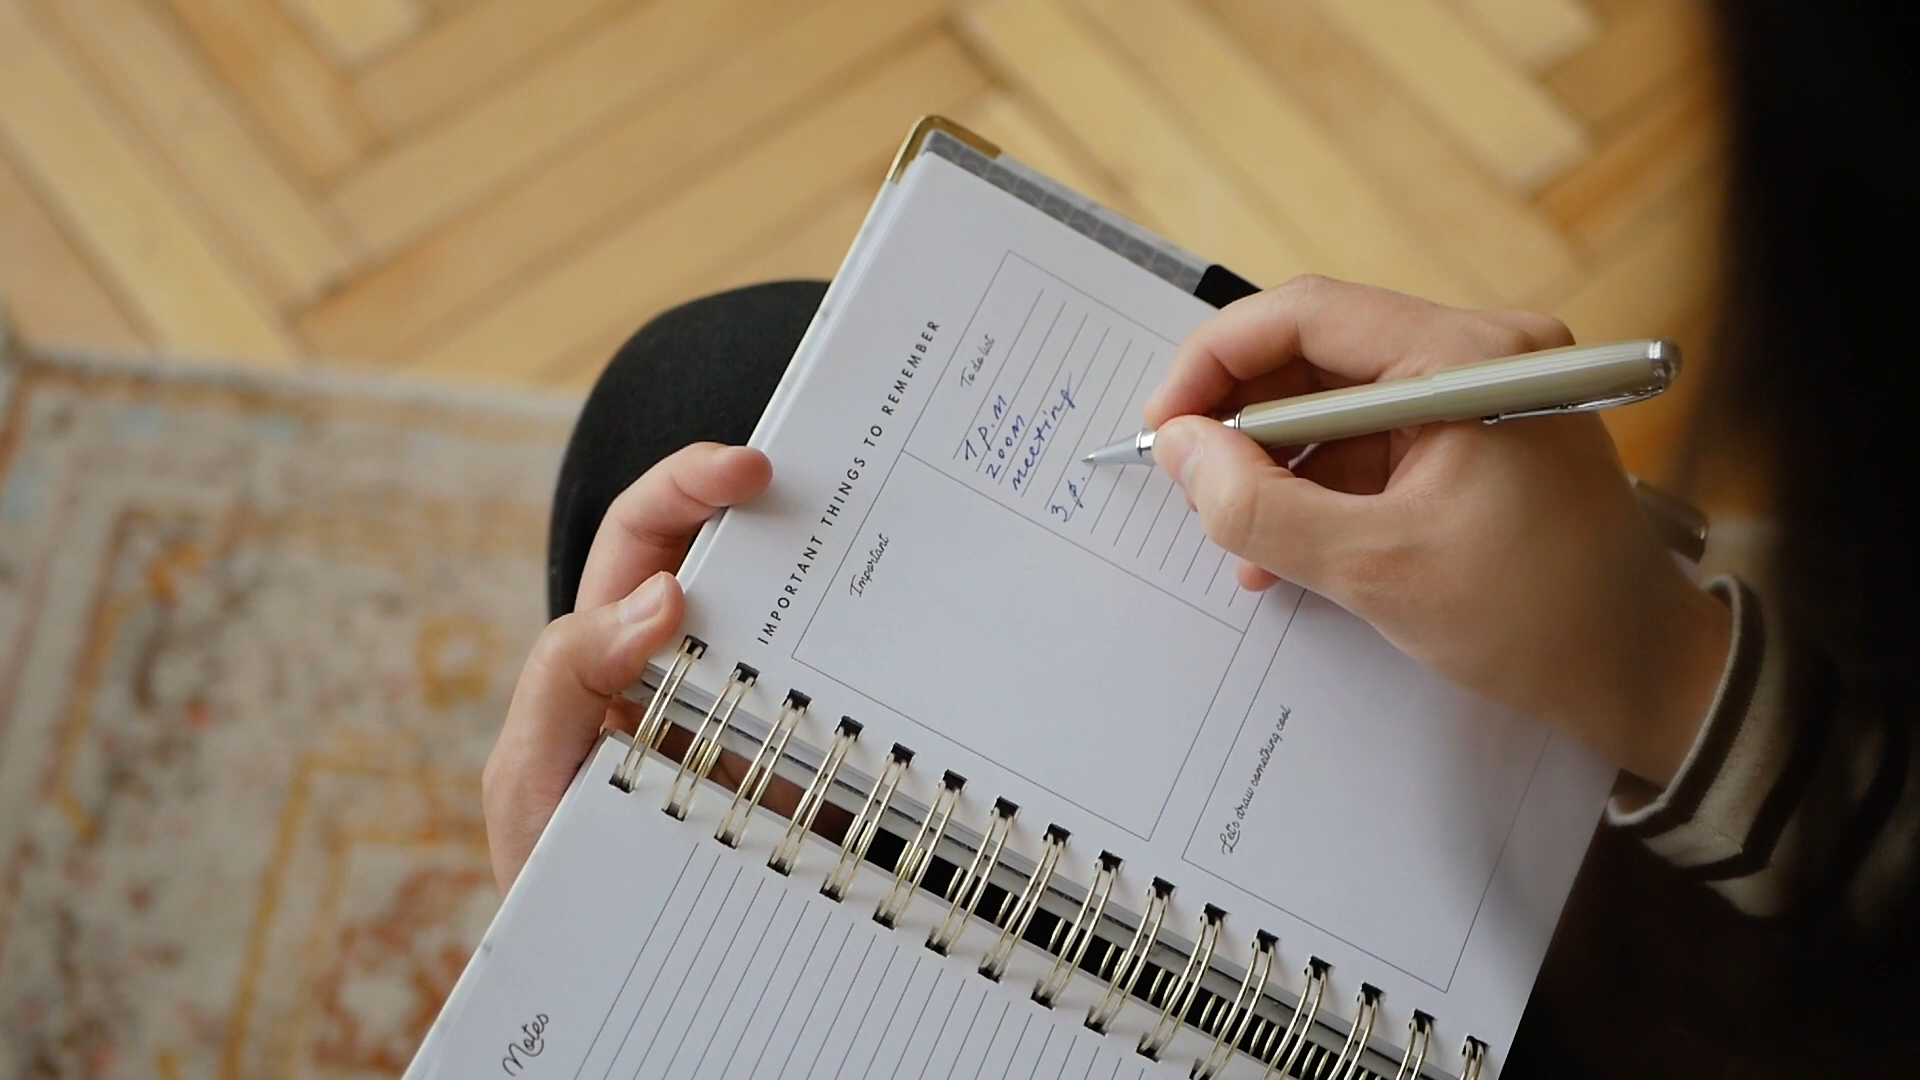 IMPORTANT THINGS TO REMEMBER
To do list
1 p.m
zoom
meeting
3 p.
Important
Let's draw something cool
Notes